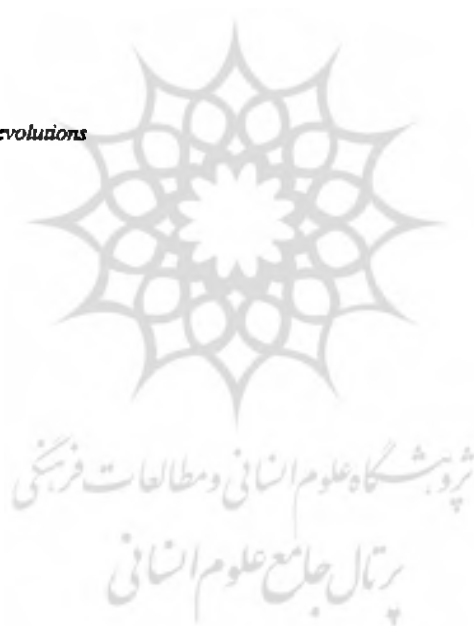 evolutions
پژوهشگاه علوم انسانی و مطالعات فرهنگی
پرتال جامع علوم انسانی